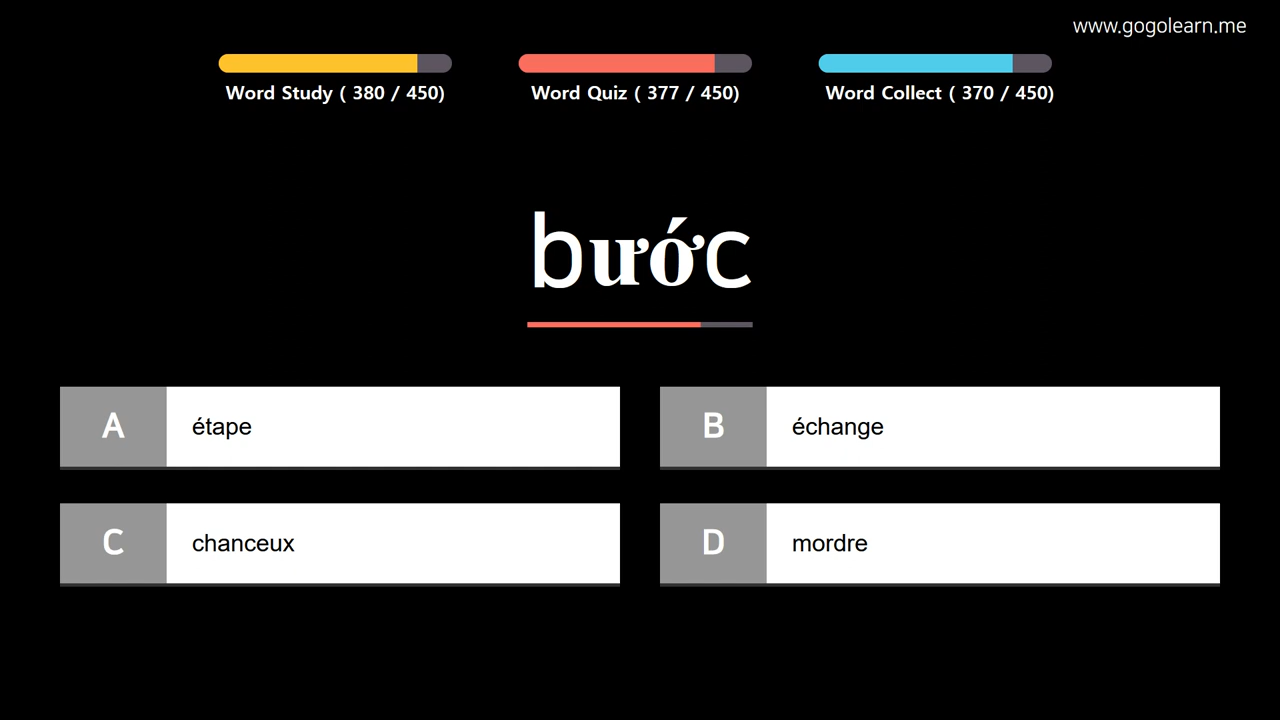 www.gogolearn.me
Word Study ( 380 / 450)
Word Quiz ( 377 / 450)
Word Collect ( 370 / 450)
bước
A étape
B échange
C chanceux
D mordre